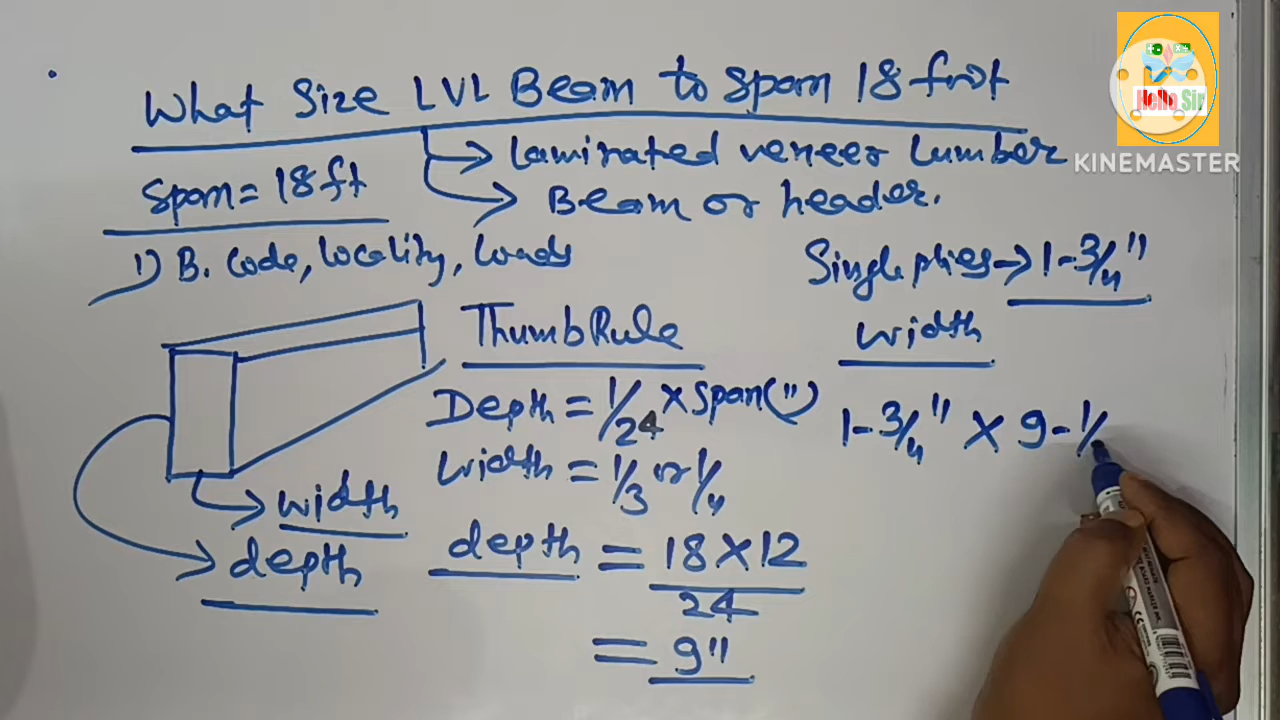 What Size LVL Beam to span 18 foot
Laminated veneer Lumber
Beam or header.
Span = 18 ft
1) B. Code, Locality, Loads
Single plies → 1-3/4"
width
Thumb Rule
Depth = 1/24 × Span(")
width = 1/3 or 1/4
1-3/4" × 9-1/
width
depth
depth = 18×12
24
= 9"
Hello Sir
KINEMASTER